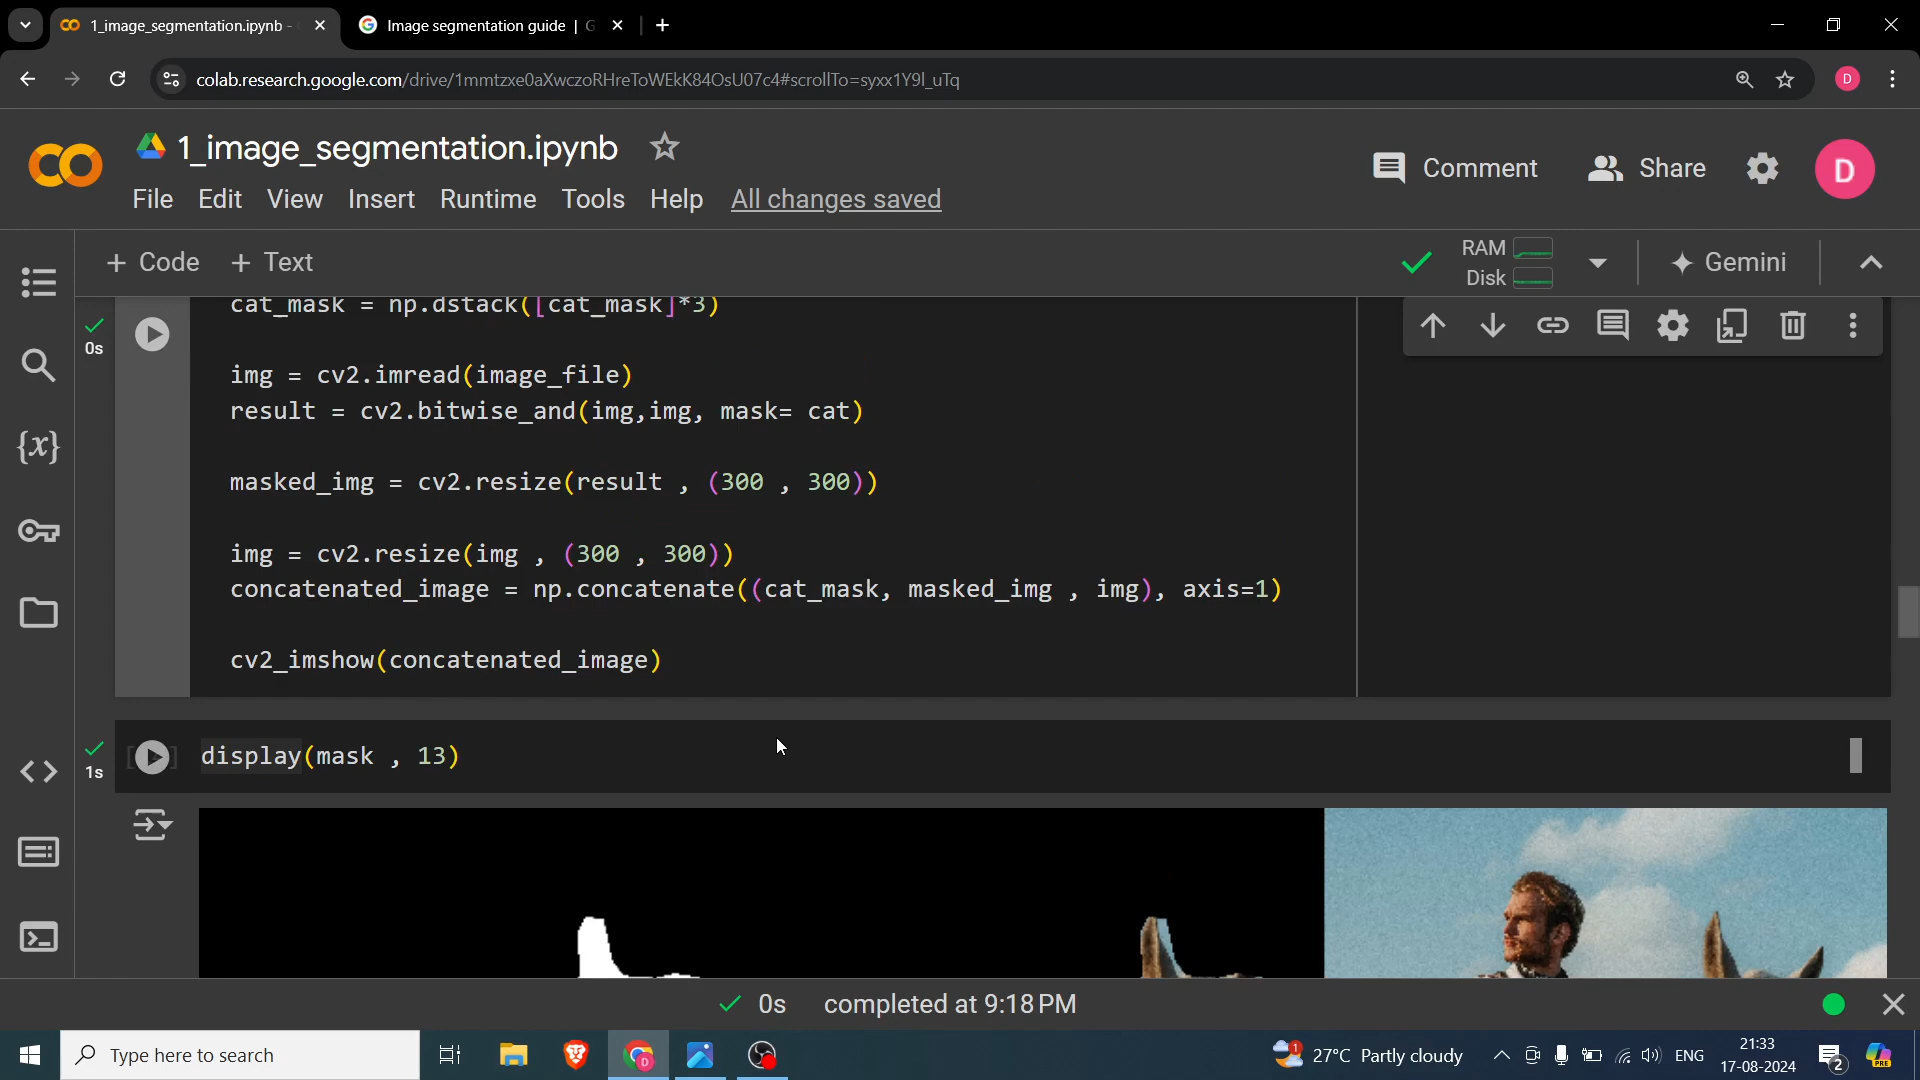 1_image_segmentation.ipynb -
Image segmentation guide | G
colab.research.google.com/drive/1mmtzxe0aXwczoRHreToWEkK84OsU07c4#scrollTo=syxx1Y9l_uTq
D
1_image_segmentation.ipynb
Comment
Share
D
File Edit View Insert Runtime Tools Help All changes saved
+ Code + Text
RAM
Disk
Gemini
cat_mask = np.dstack([cat_mask]*3)
0s
img = cv2.imread(image_file)
result = cv2.bitwise_and(img,img, mask= cat)
masked_img = cv2.resize(result , (300 , 300))
img = cv2.resize(img , (300 , 300))
concatenated_image = np.concatenate((cat_mask, masked_img , img), axis=1)
cv2_imshow(concatenated_image)
1s
display(mask , 13)
0s completed at 9:18 PM
Type here to search
D
1
27°C Partly cloudy
ENG
21:33
17-08-2024
2
PRE